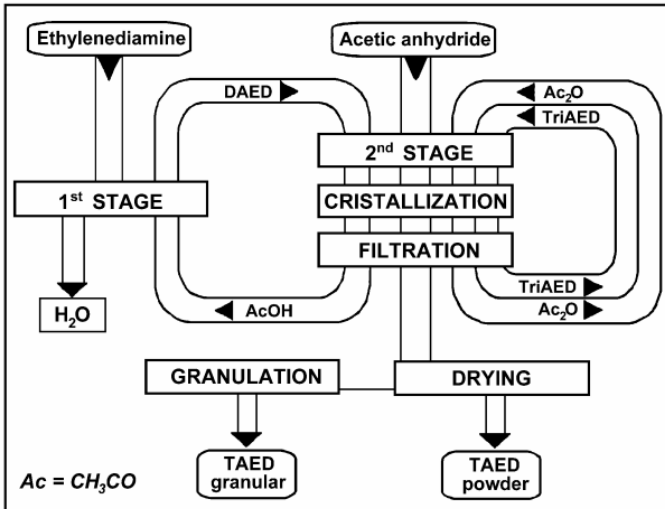 Ethylenediamine
Acetic anhydride
DAED
Ac₂O
TriAED
2ⁿᵈ STAGE
1ˢᵗ STAGE
CRISTALLIZATION
FILTRATION
H₂O
AcOH
TriAED
Ac₂O
GRANULATION
DRYING
TAED
granular
TAED
powder
Ac = CH₃CO